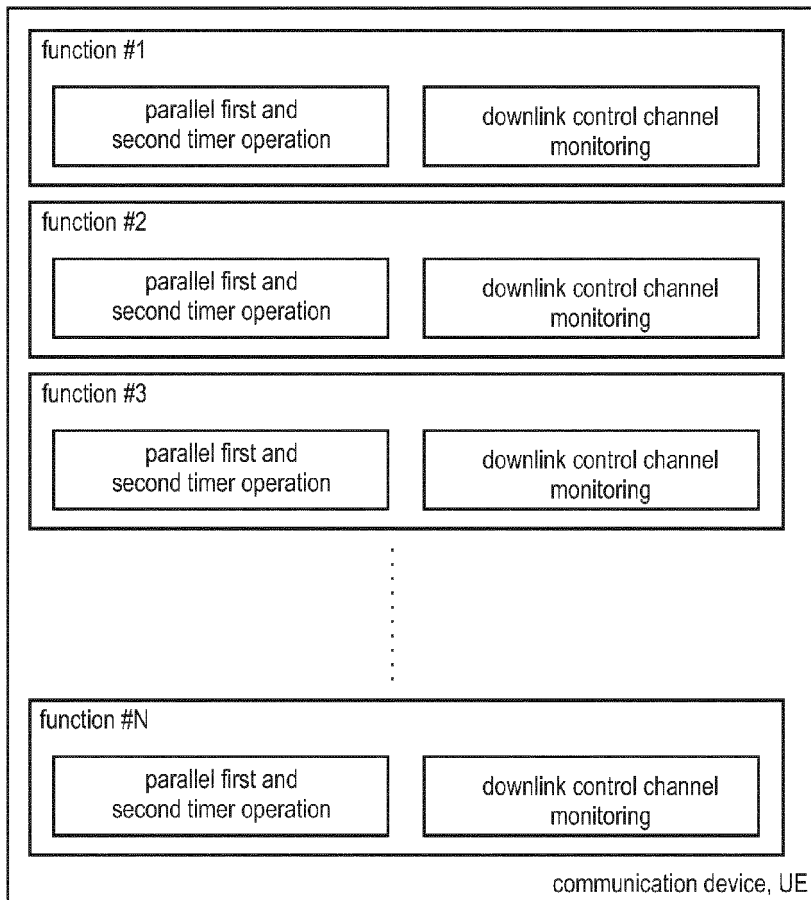 function #1
parallel first and
second timer operation
downlink control channel
monitoring
function #2
parallel first and
second timer operation
downlink control channel
monitoring
function #3
parallel first and
second timer operation
downlink control channel
monitoring
function #N
parallel first and
second timer operation
downlink control channel
monitoring
communication device, UE